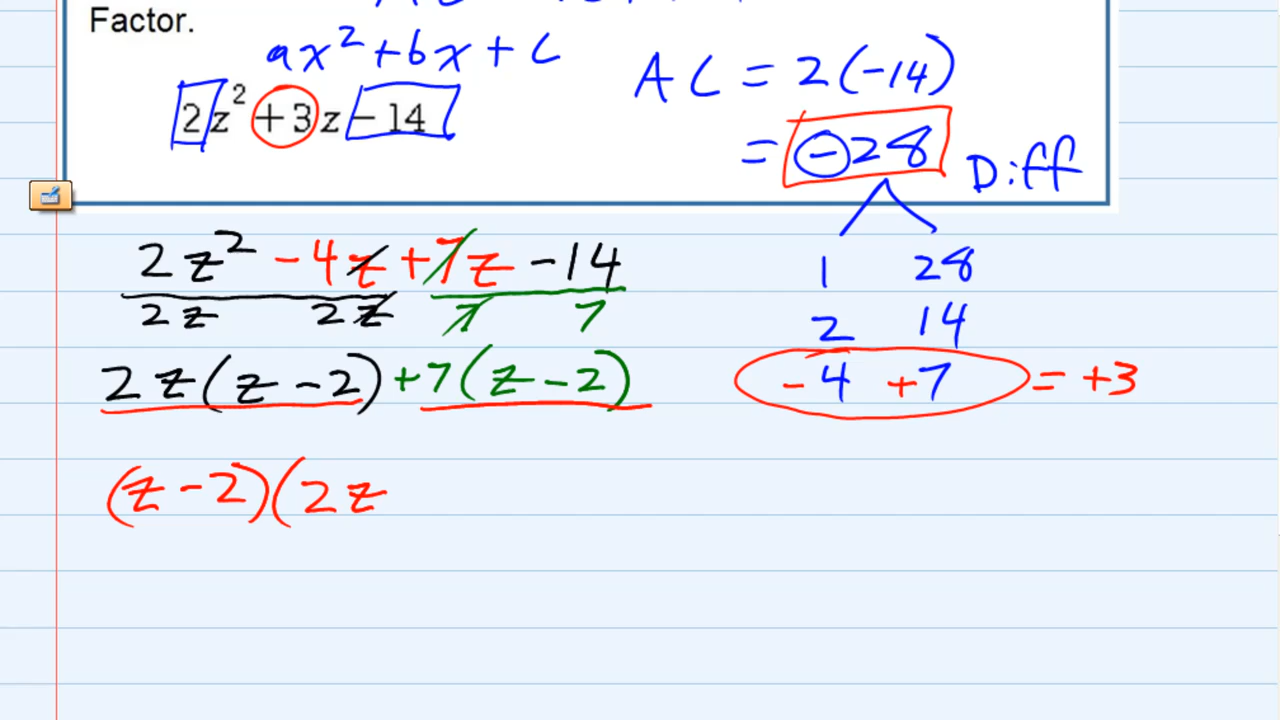 Factor.
ax² + bx + c
2z² + 3z − 14
AC = 2(-14)
= -28 Diff
1 28
2 14
-4 +7 = +3
2z² - 4z + 7z - 14
2z 2z 7 7
2z(z - 2) + 7(z - 2)
(z - 2)(2z